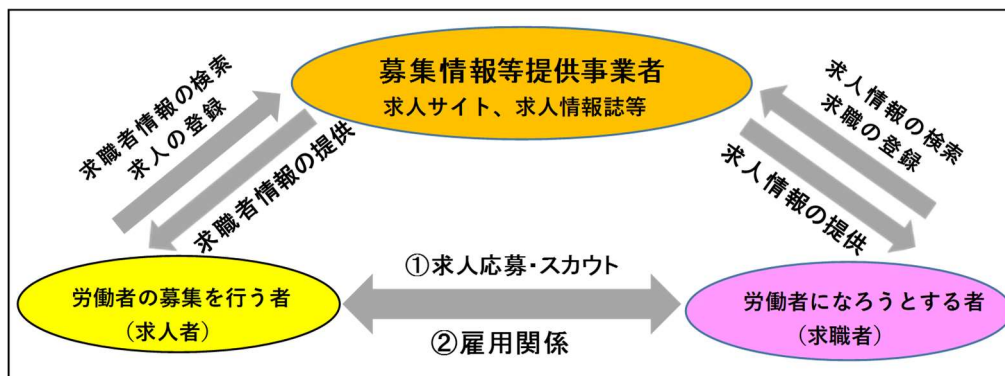 募集情報等提供事業者
求人サイト、求人情報誌等
求職者情報の検索
求人の登録
求職者情報の提供
求人情報の検索
求職の登録
求人情報の提供
①求人応募・スカウト
②雇用関係
労働者の募集を行う者
（求人者）
労働者になろうとする者
（求職者）